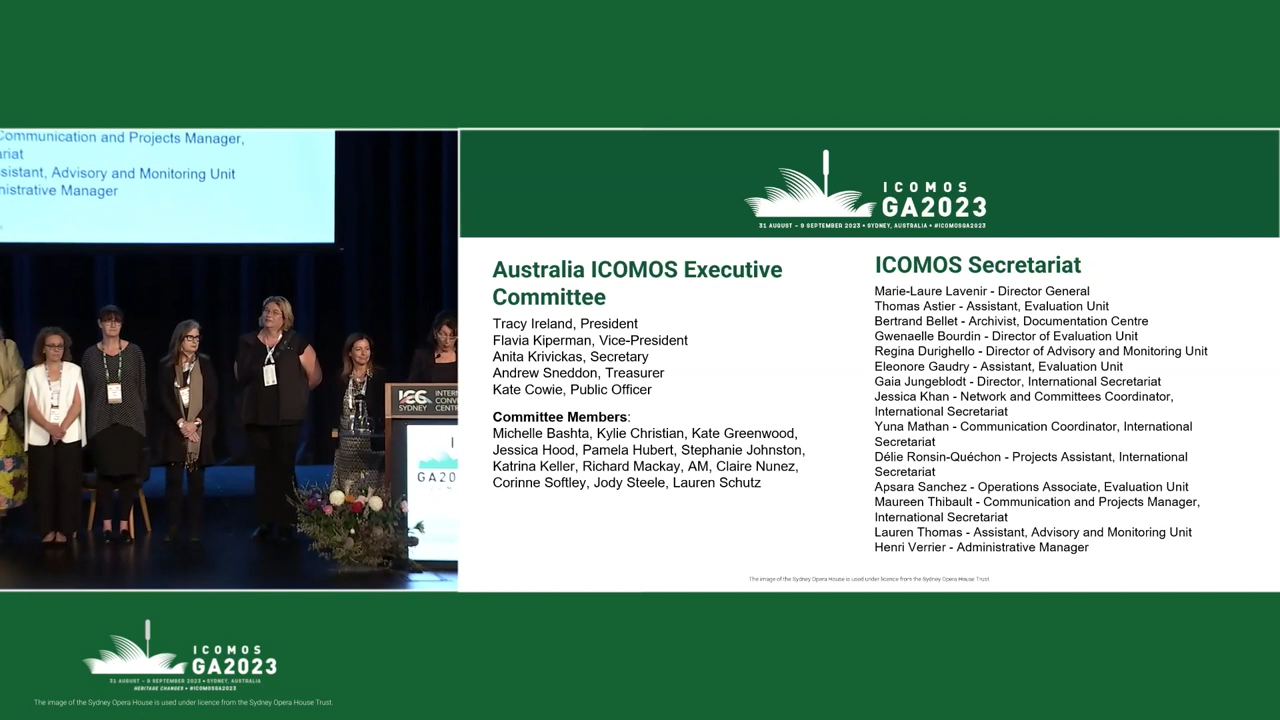 Communication and Projects Manager,
ariat
sistant, Advisory and Monitoring Unit
nistrative Manager
ICC
SYDNEY
INTERN
CONVE
CENTR
GA20
ICOMOS
GA2023
31 AUGUST – 9 SEPTEMBER 2023 • SYDNEY, AUSTRALIA • #ICOMOSGA2023
Australia ICOMOS Executive
Committee
Tracy Ireland, President
Flavia Kiperman, Vice-President
Anita Krivickas, Secretary
Andrew Sneddon, Treasurer
Kate Cowie, Public Officer
Committee Members:
Michelle Bashta, Kylie Christian, Kate Greenwood,
Jessica Hood, Pamela Hubert, Stephanie Johnston,
Katrina Keller, Richard Mackay, AM, Claire Nunez,
Corinne Softley, Jody Steele, Lauren Schutz
ICOMOS Secretariat
Marie-Laure Lavenir - Director General
Thomas Astier - Assistant, Evaluation Unit
Bertrand Bellet - Archivist, Documentation Centre
Gwenaelle Bourdin - Director of Evaluation Unit
Regina Durighello - Director of Advisory and Monitoring Unit
Eleonore Gaudry - Assistant, Evaluation Unit
Gaia Jungeblodt - Director, International Secretariat
Jessica Khan - Network and Committees Coordinator,
International Secretariat
Yuna Mathan - Communication Coordinator, International
Secretariat
Délie Ronsin-Quéchon - Projects Assistant, International
Secretariat
Apsara Sanchez - Operations Associate, Evaluation Unit
Maureen Thibault - Communication and Projects Manager,
International Secretariat
Lauren Thomas - Assistant, Advisory and Monitoring Unit
Henri Verrier - Administrative Manager
The image of the Sydney Opera House is used under licence from the Sydney Opera House Trust.
ICOMOS
GA2023
31 AUGUST – 9 SEPTEMBER 2023 • SYDNEY, AUSTRALIA
HERITAGE CHANGES • #ICOMOSGA2023
The image of the Sydney Opera House is used under licence from the Sydney Opera House Trust.